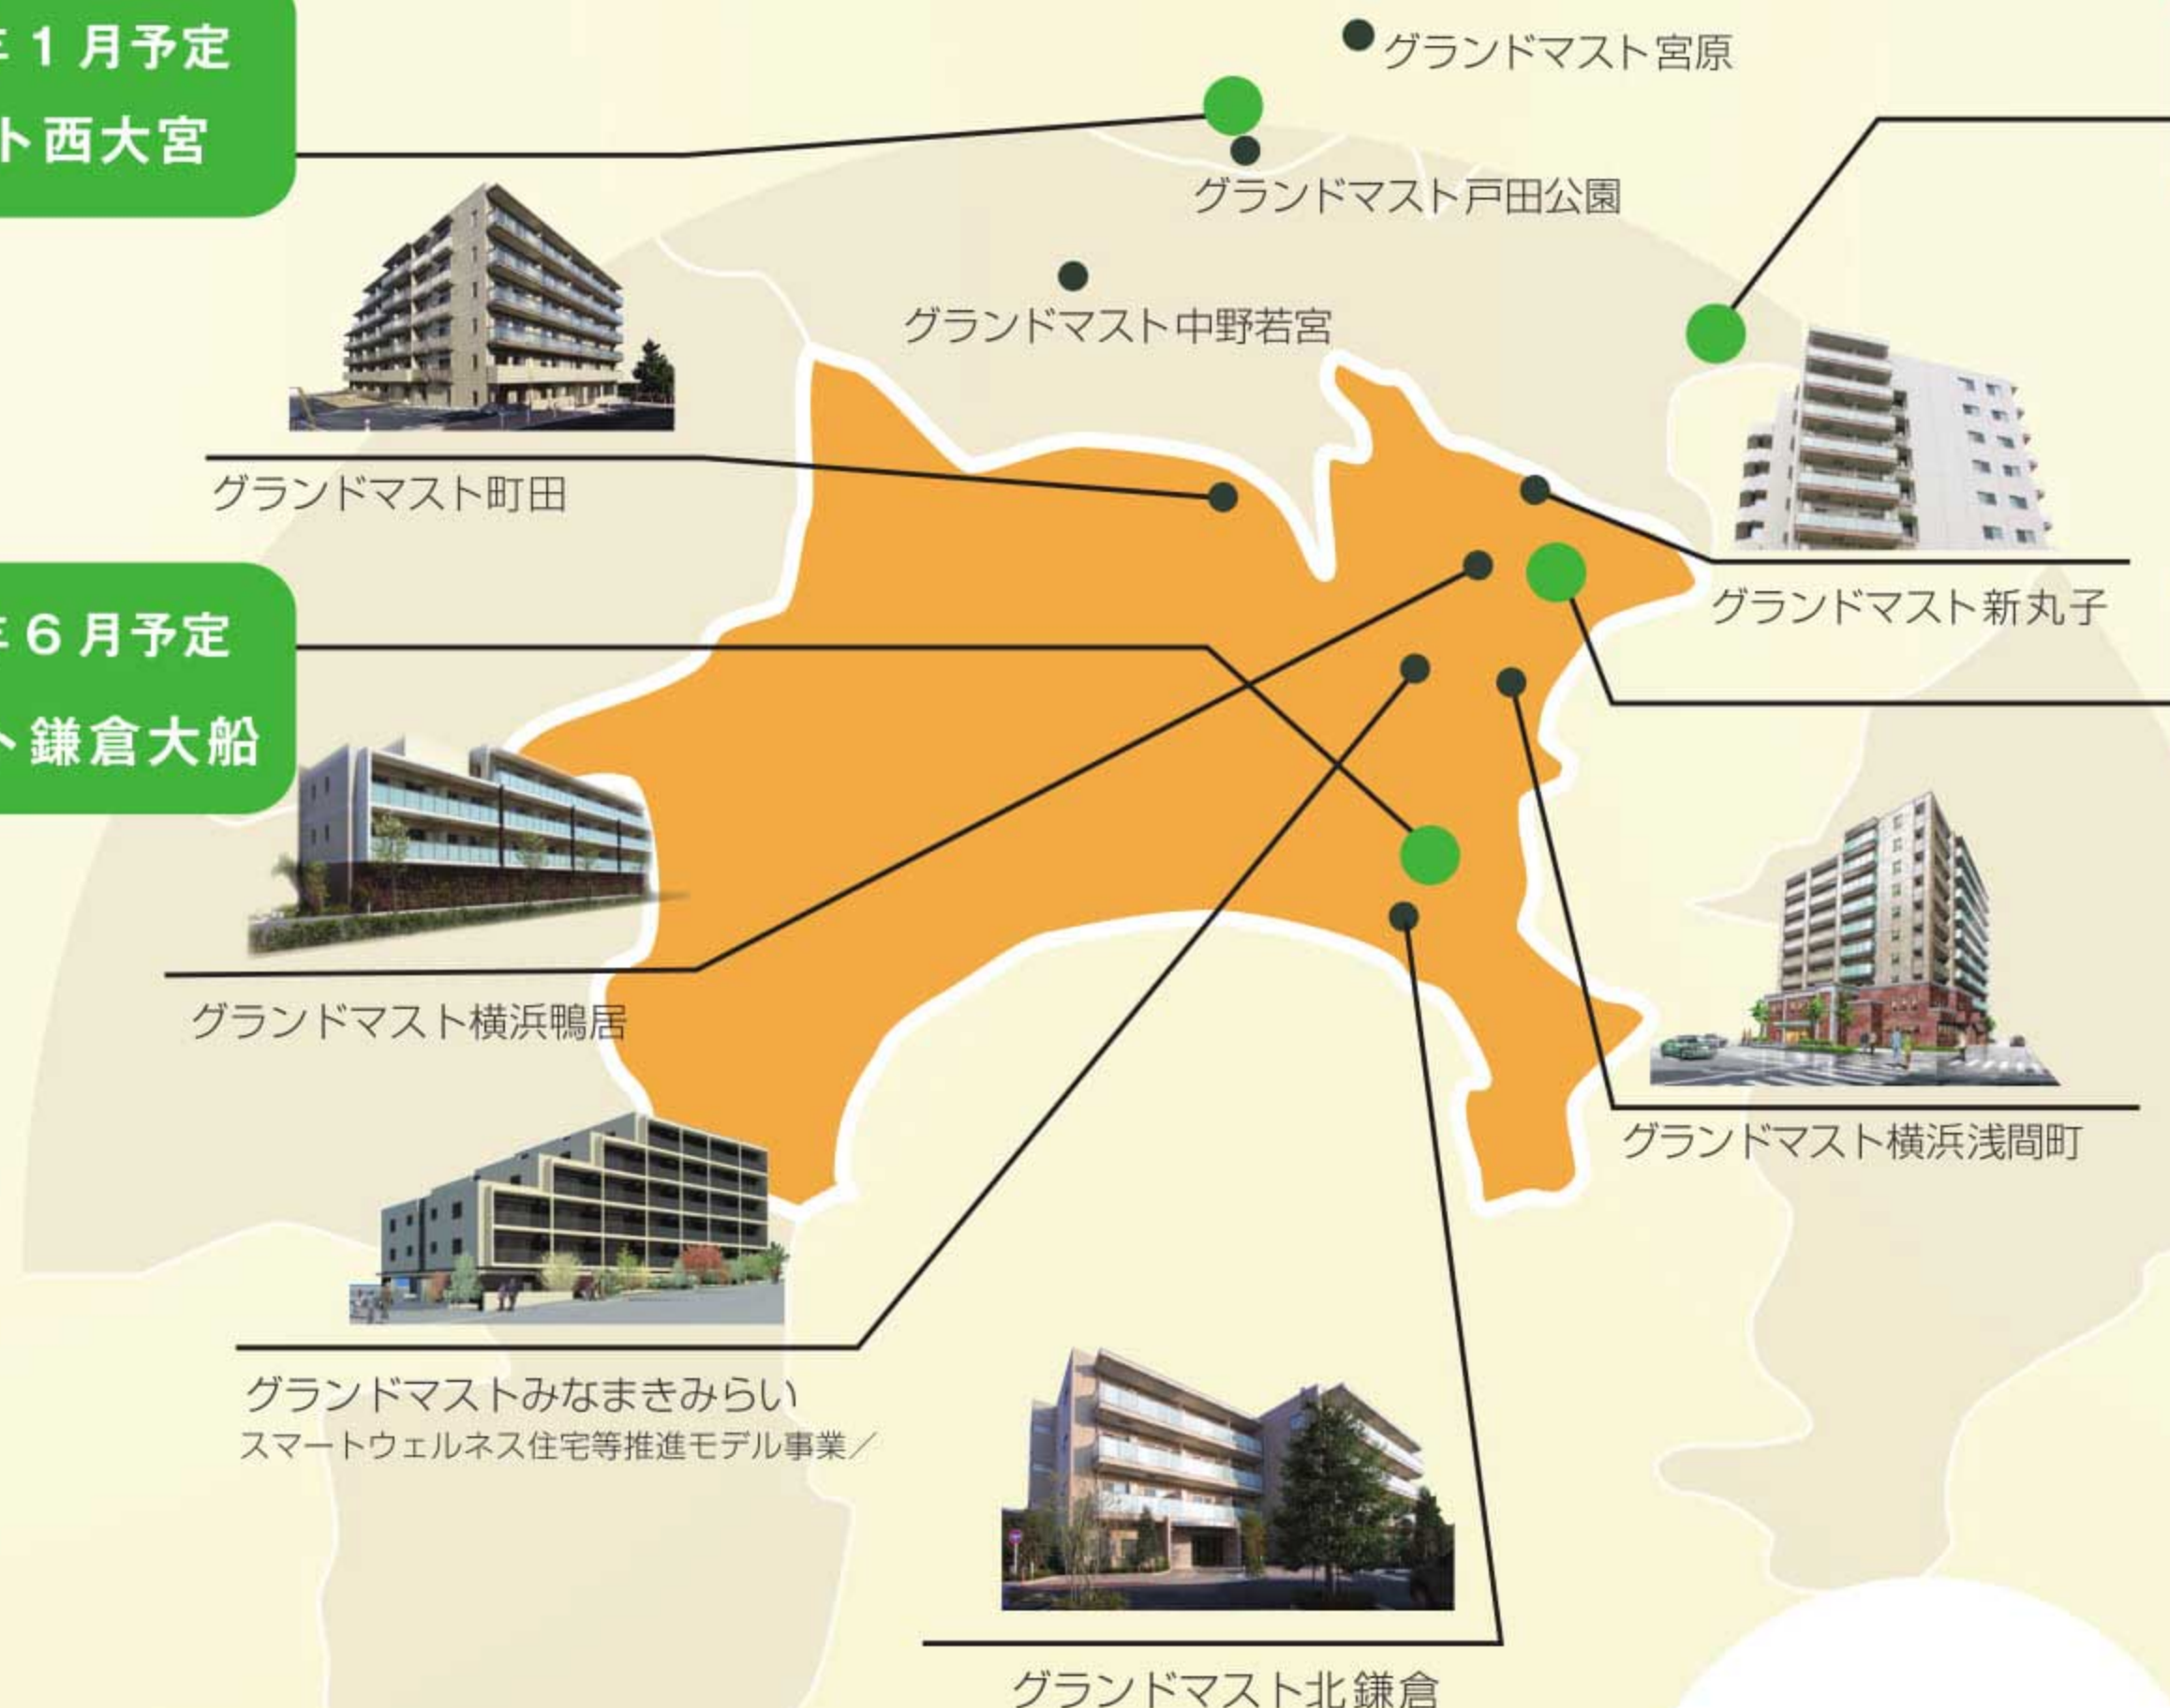 年1月予定
ト西大宮
グランドマスト宮原
グランドマスト戸田公園
グランドマスト中野若宮
グランドマスト町田
グランドマスト新丸子
6月予定
ト鎌倉大船
グランドマスト横浜鴨居
グランドマスト横浜浅間町
グランドマストみなまきみらい
スマートウェルネス住宅等推進モデル事業／
グランドマスト北鎌倉